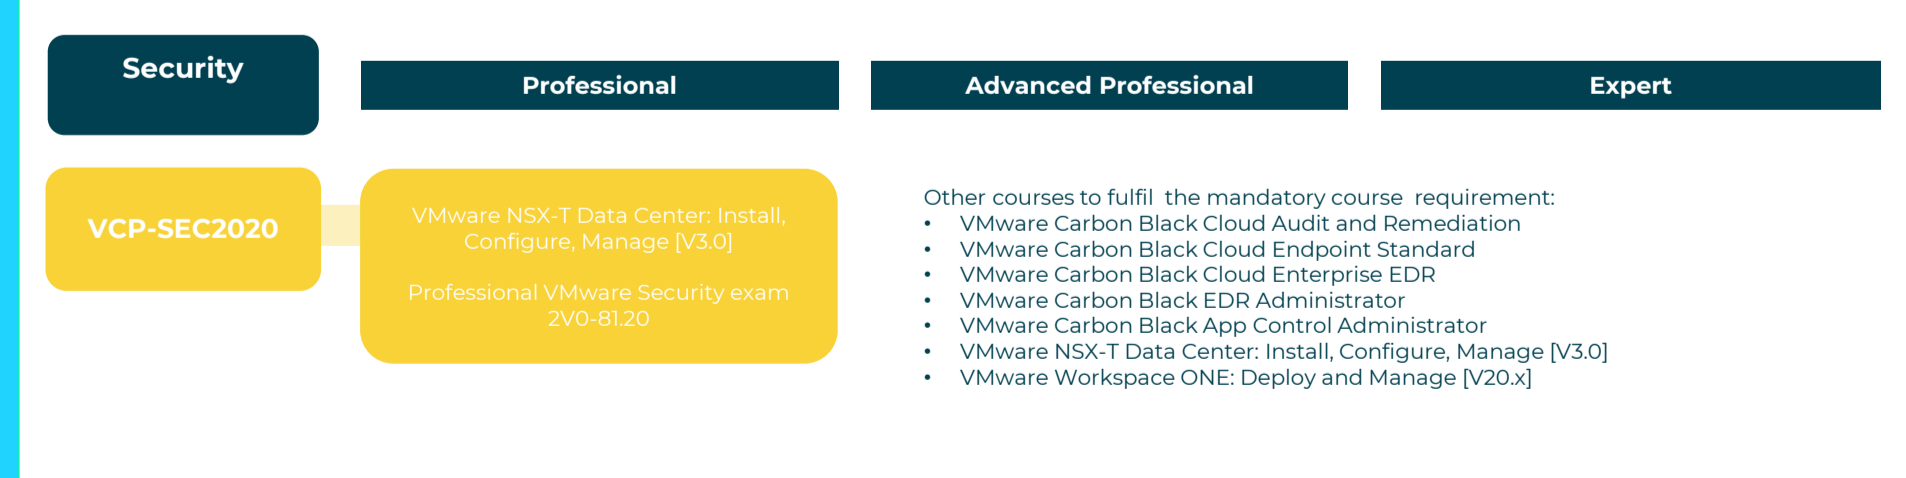 Security
Professional
Advanced Professional
Expert
VCP-SEC2020
VMware NSX-T Data Center: Install,
Configure, Manage [V3.0]
Professional VMware Security exam
2V0-81.20
Other courses to fulfil  the mandatory course  requirement:
• VMware Carbon Black Cloud Audit and Remediation
• VMware Carbon Black Cloud Endpoint Standard
• VMware Carbon Black Cloud Enterprise EDR
• VMware Carbon Black EDR Administrator
• VMware Carbon Black App Control Administrator
• VMware NSX-T Data Center: Install, Configure, Manage [V3.0]
• VMware Workspace ONE: Deploy and Manage [V20.x]